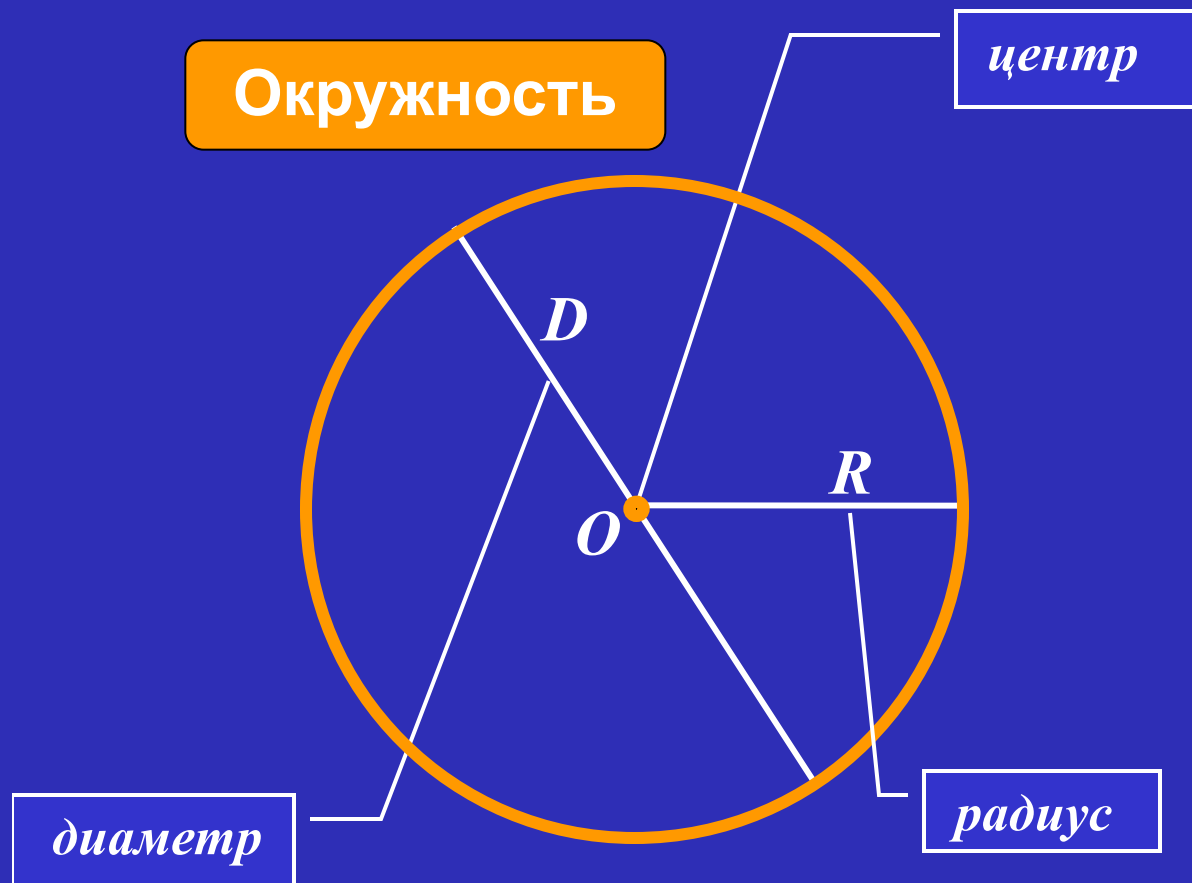 центр
Окружность
D
R
O
диаметр
радиус